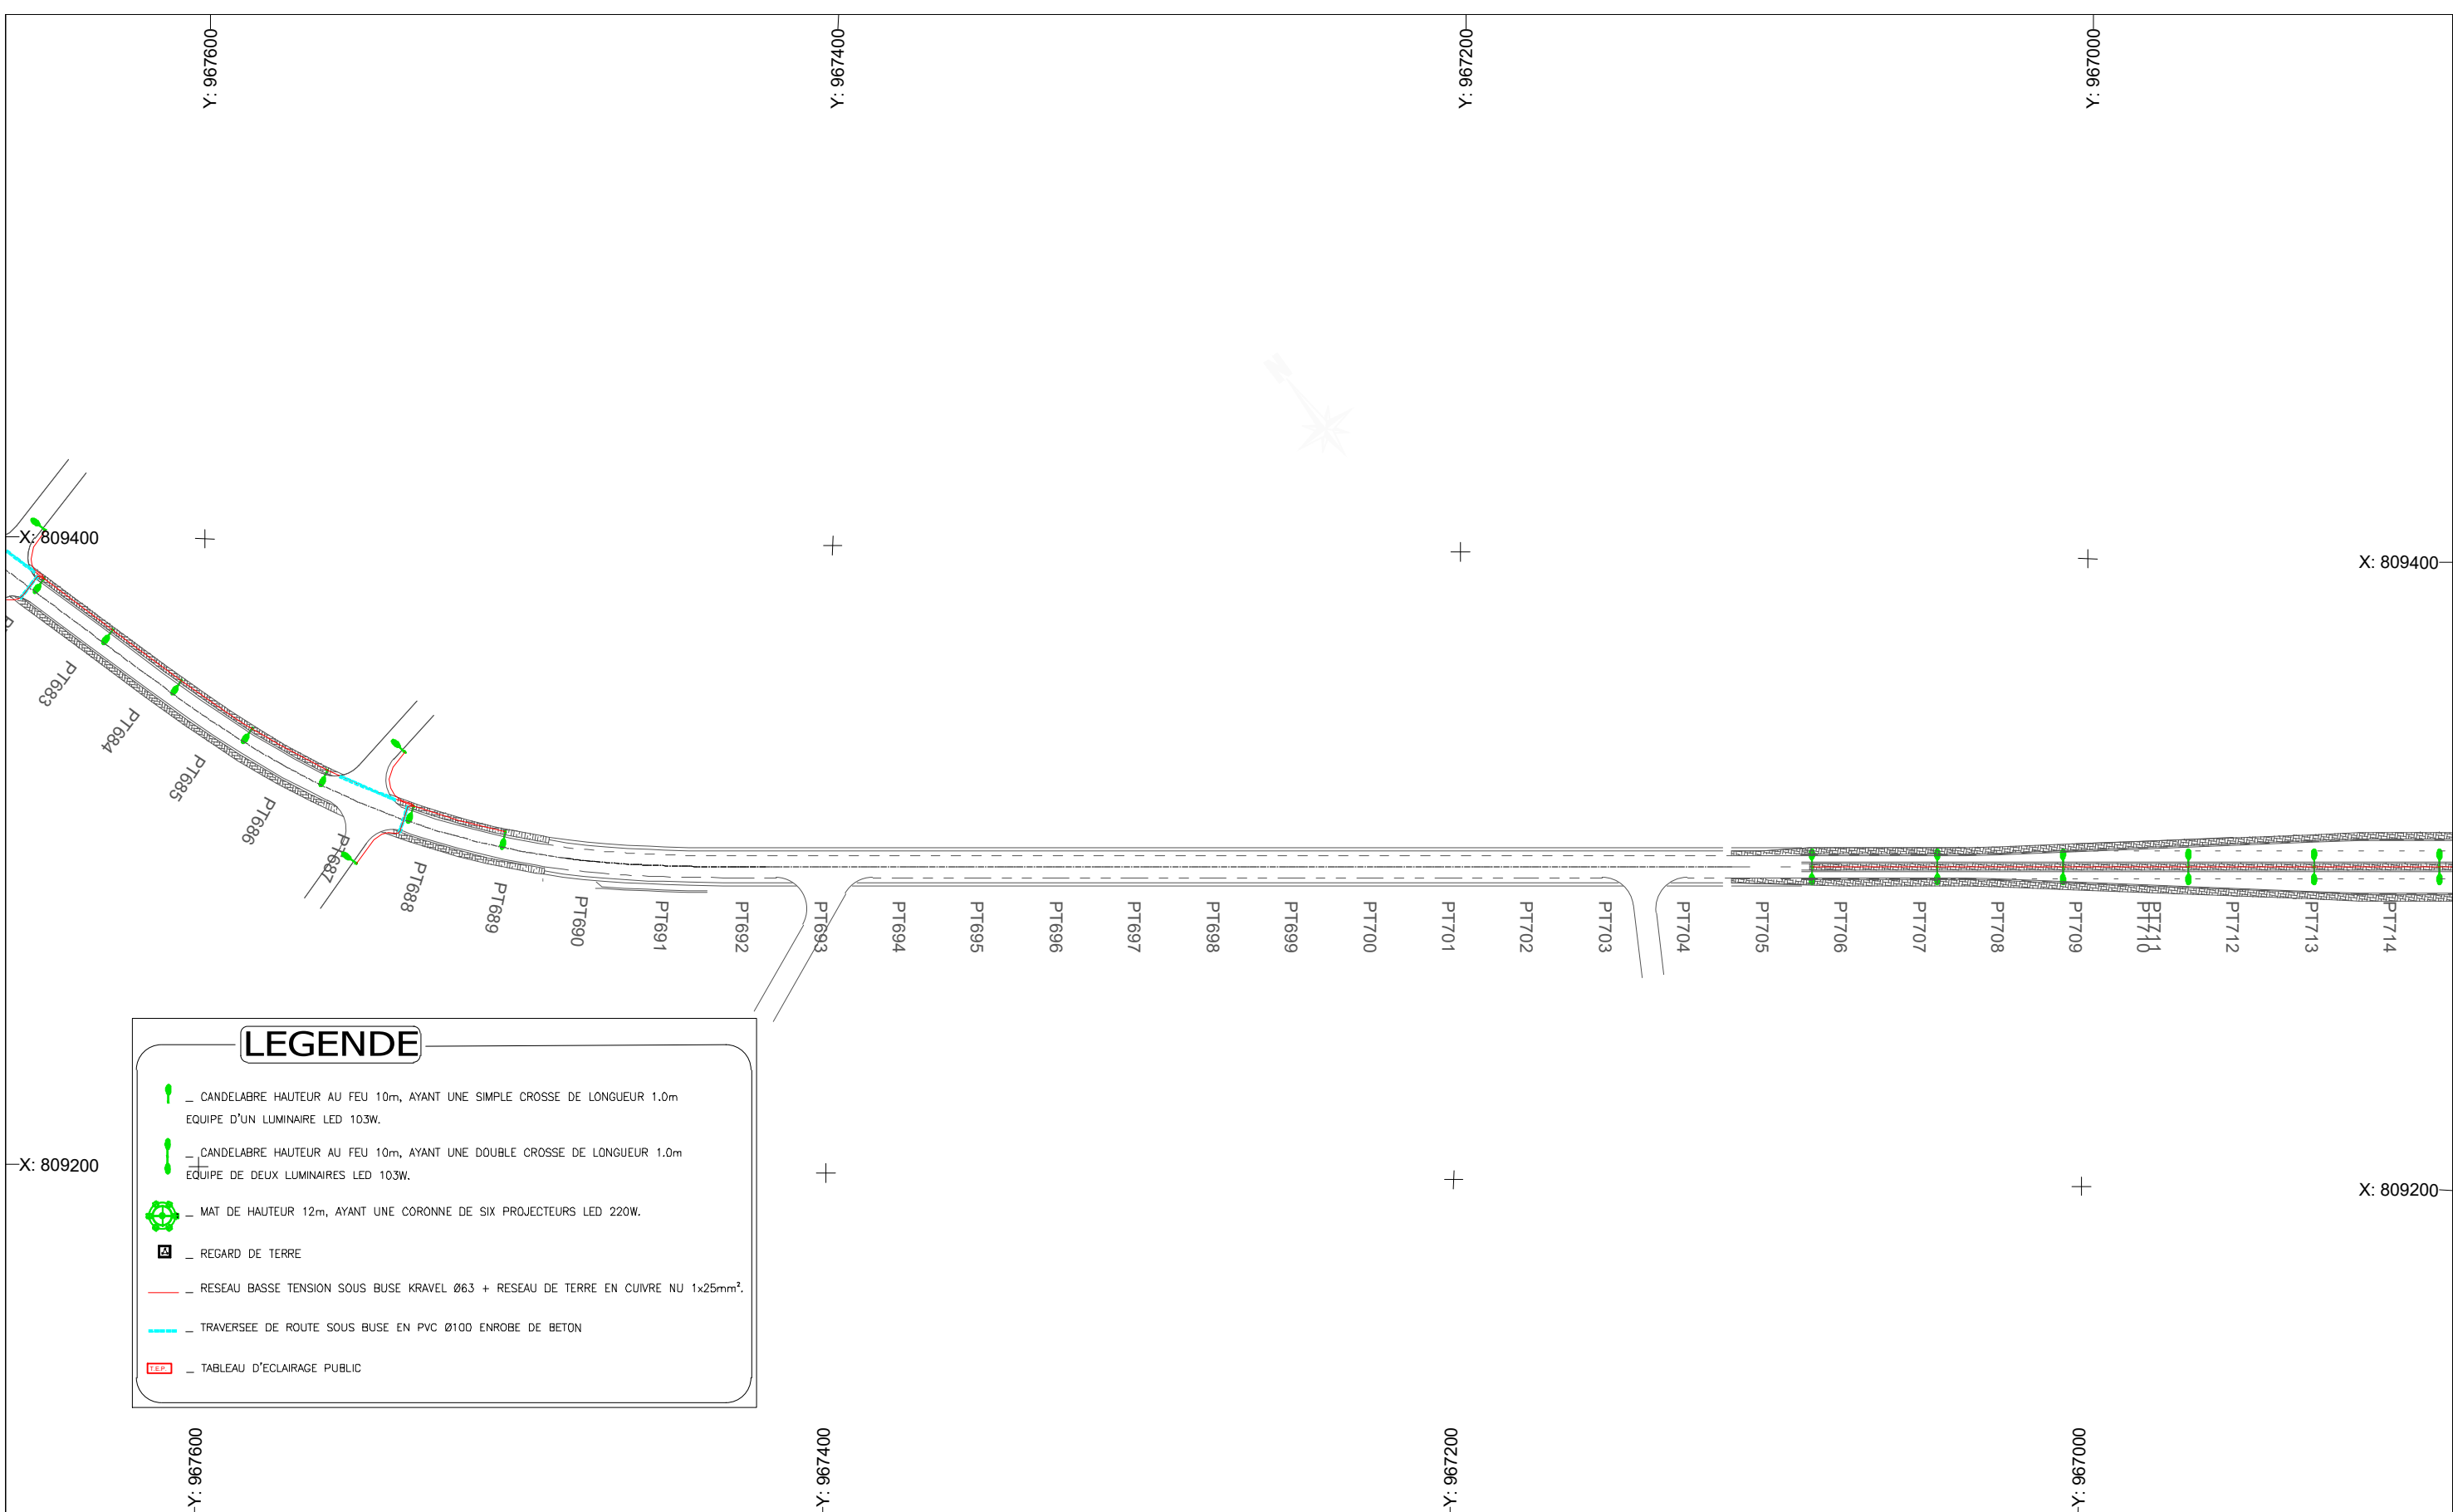 Y: 967600
Y: 967400
Y: 967200
Y: 967000
X: 809400
X: 809400
PT683
PT684
PT685
PT686
PT687
PT688
PT689
PT690
PT691
PT692
PT693
PT694
PT695
PT696
PT697
PT698
PT699
PT700
PT701
PT702
PT703
PT704
PT705
PT706
PT707
PT708
PT709
PT710
PT711
PT712
PT713
PT714
LEGENDE
_ CANDELABRE HAUTEUR AU FEU 10m, AYANT UNE SIMPLE CROSSE DE LONGUEUR 1.0m
EQUIPE D'UN LUMINAIRE LED 103W.
_ CANDELABRE HAUTEUR AU FEU 10m, AYANT UNE DOUBLE CROSSE DE LONGUEUR 1.0m
EQUIPE DE DEUX LUMINAIRES LED 103W.
_ MAT DE HAUTEUR 12m, AYANT UNE CORONNE DE SIX PROJECTEURS LED 220W.
_ REGARD DE TERRE
_ RESEAU BASSE TENSION SOUS BUSE KRAVEL Ø63 + RESEAU DE TERRE EN CUIVRE NU 1x25mm².
_ TRAVERSEE DE ROUTE SOUS BUSE EN PVC Ø100 ENROBE DE BETON
T.E.P. _ TABLEAU D'ECLAIRAGE PUBLIC
X: 809200
X: 809200
Y: 967600
Y: 967400
Y: 967200
Y: 967000